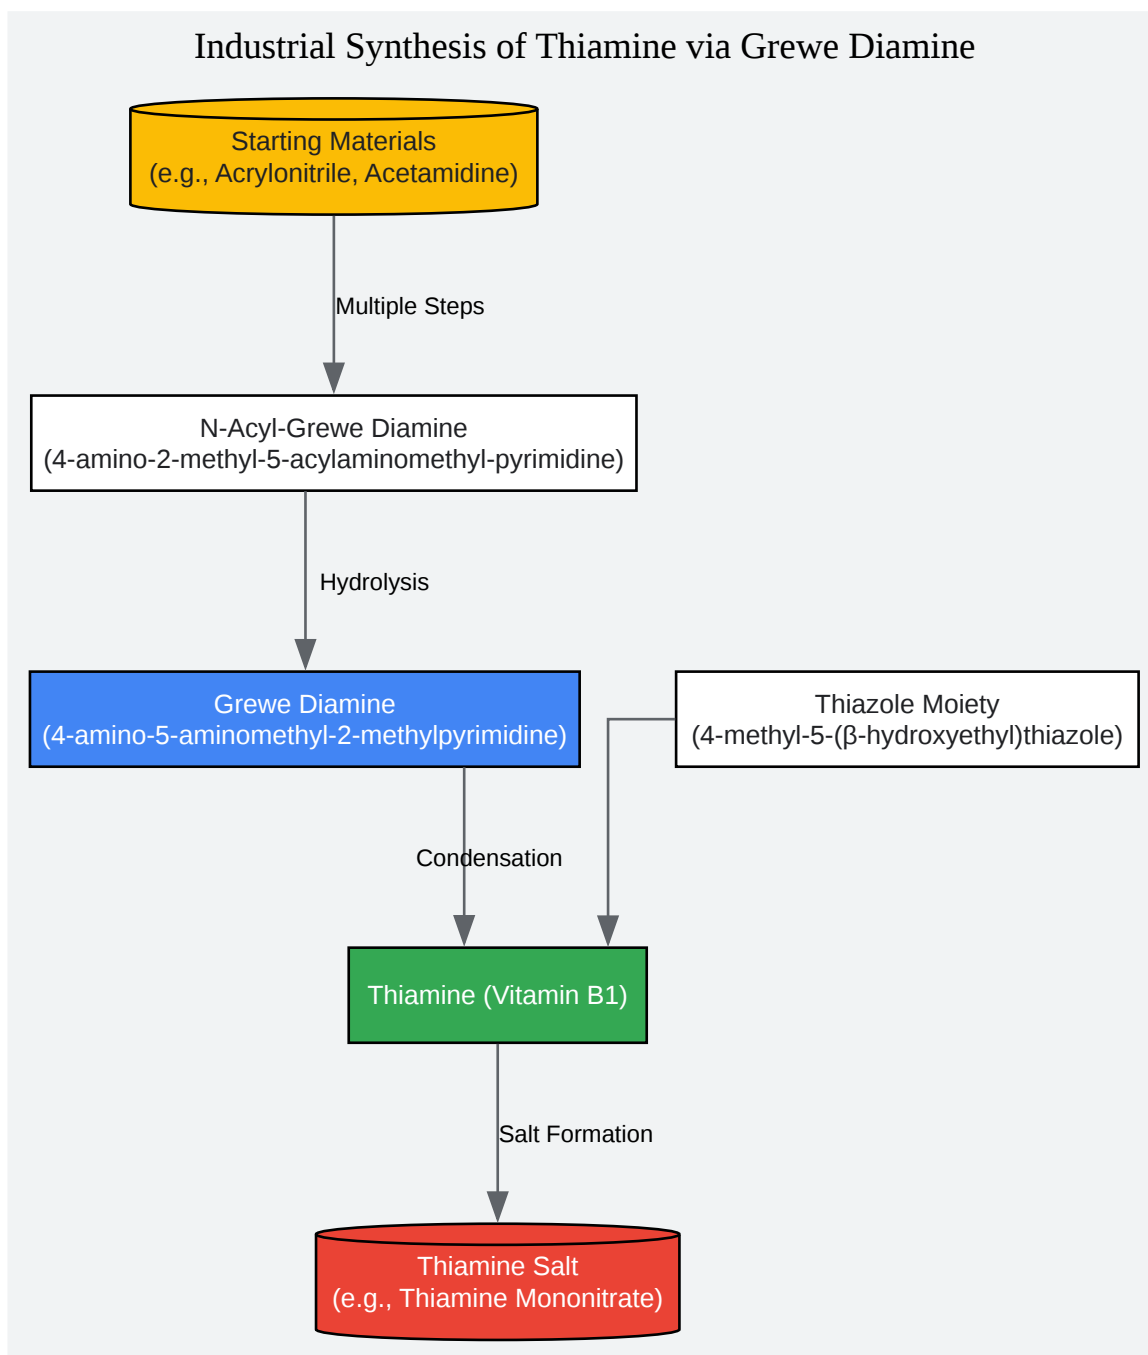 Industrial Synthesis of Thiamine via Grewe Diamine
Starting Materials
(e.g., Acrylonitrile, Acetamidine)
Multiple Steps
N-Acyl-Grewe Diamine
(4-amino-2-methyl-5-acylaminomethyl-pyrimidine)
Hydrolysis
Grewe Diamine
(4-amino-5-aminomethyl-2-methylpyrimidine)
Thiazole Moiety
(4-methyl-5-(β-hydroxyethyl)thiazole)
Condensation
Thiamine (Vitamin B1)
Salt Formation
Thiamine Salt
(e.g., Thiamine Mononitrate)